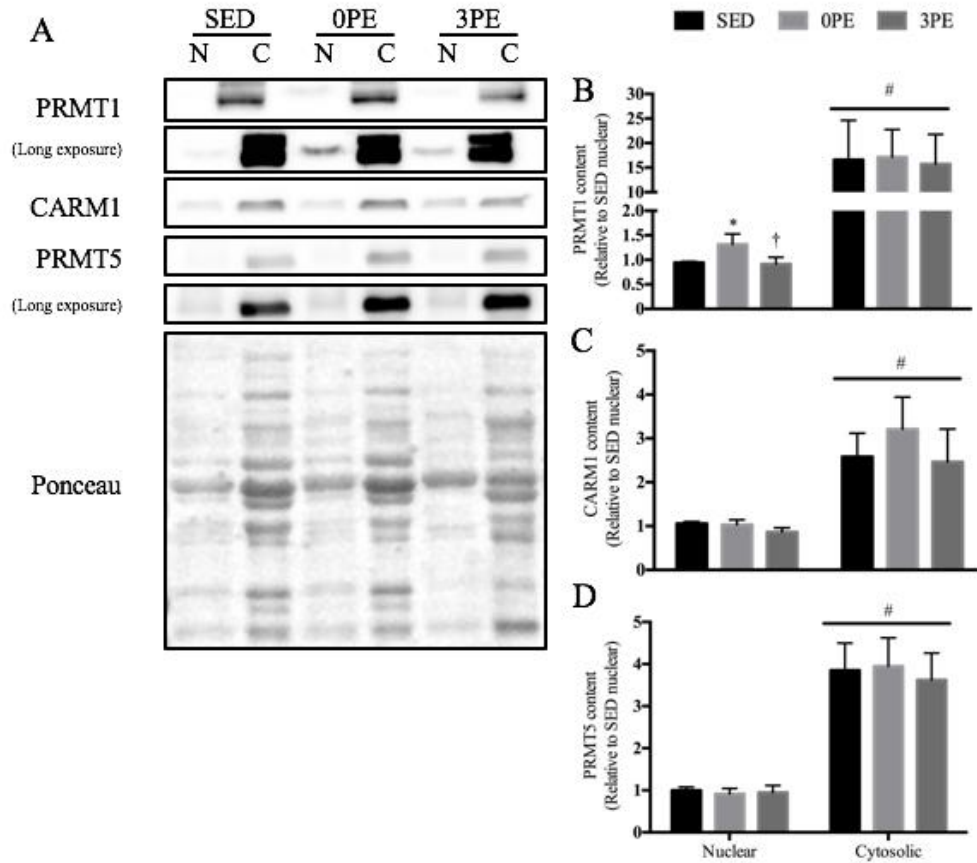 A
SED 0PE 3PE
N C N C N C
PRMT1
(Long exposure)
CARM1
PRMT5
(Long exposure)
Ponceau
SED 0PE 3PE
B
PRMT1 content
(Relative to SED nuclear)
30
25
20
15
10
2.0
1.5
1.0
0.5
0
*
†
#
C
CARM1 content
(Relative to SED nuclear)
5
4
3
2
1
0
#
D
PRMT5 content
(Relative to SED nuclear)
5
4
3
2
1
0
#
Nuclear Cytosolic